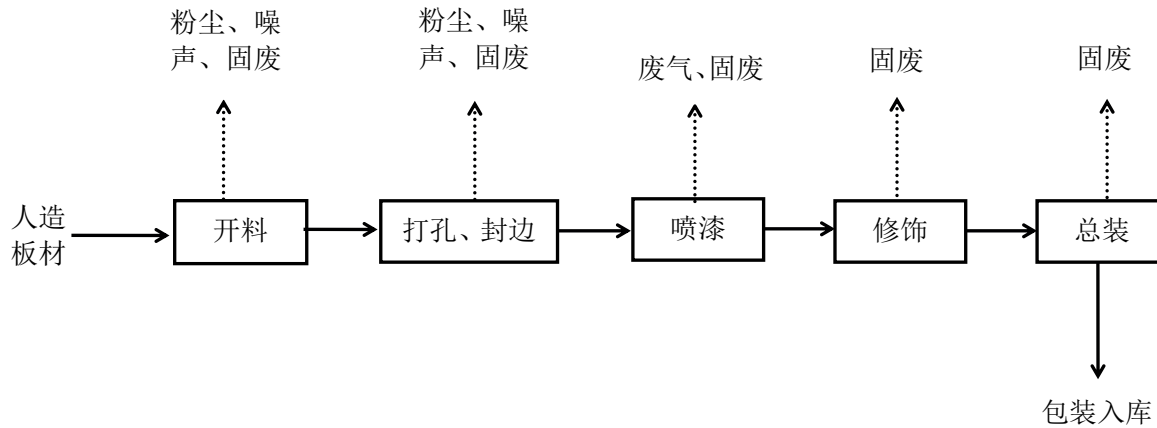 粉尘、噪
声、固废
粉尘、噪
声、固废
废气、固废
固废
固废
人造
板材
开料
打孔、封边
喷漆
修饰
总装
包装入库